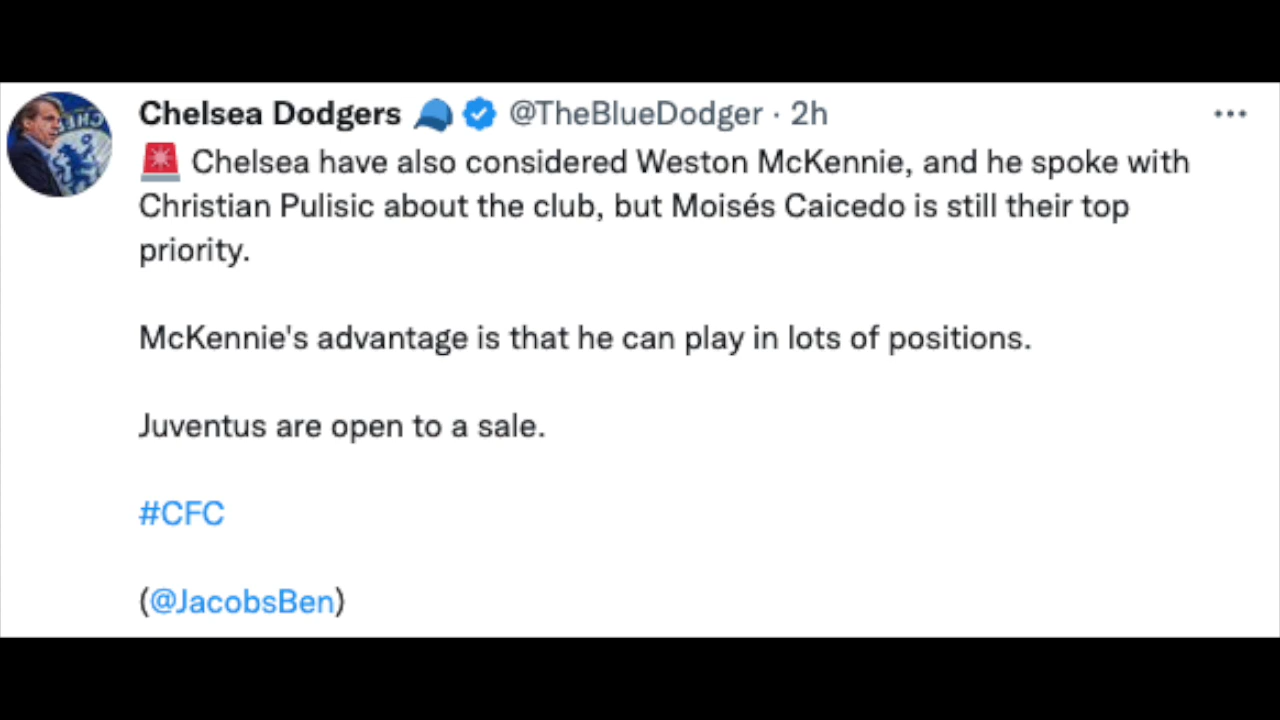 Chelsea Dodgers 🧢 @TheBlueDodger · 2h
🚨 Chelsea have also considered Weston McKennie, and he spoke with
Christian Pulisic about the club, but Moisés Caicedo is still their top
priority.
McKennie's advantage is that he can play in lots of positions.
Juventus are open to a sale.
#CFC
(@JacobsBen)